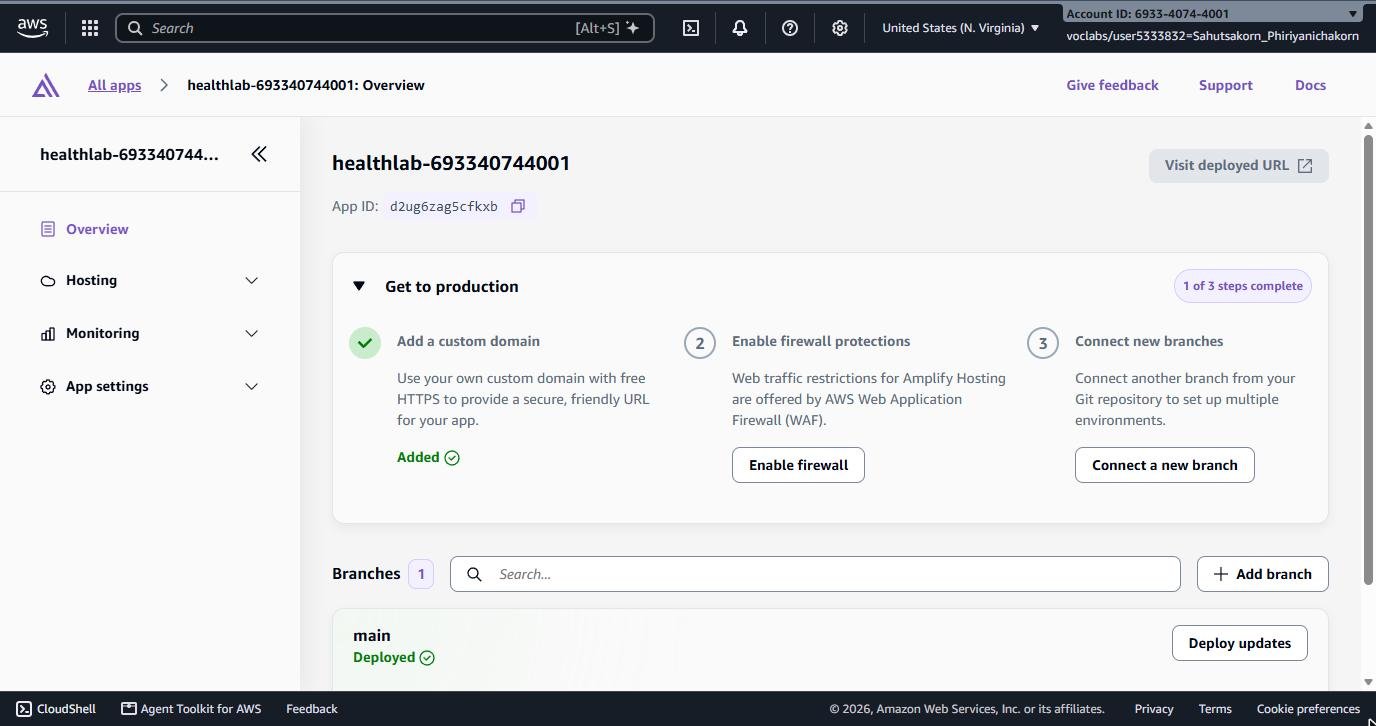 aws
Search
[Alt+S]
United States (N. Virginia)
Account ID: 6933-4074-4001
voclabs/user5333832=Sahutsakorn_Phiriyanichakorn
All apps
healthlab-693340744001: Overview
Give feedback
Support
Docs
healthlab-693340744...
Overview
Hosting
Monitoring
App settings
healthlab-693340744001
Visit deployed URL
App ID: d2ug6zag5cfkxb
Get to production
1 of 3 steps complete
Add a custom domain
Use your own custom domain with free
HTTPS to provide a secure, friendly URL
for your app.
Added
2
Enable firewall protections
Web traffic restrictions for Amplify Hosting
are offered by AWS Web Application
Firewall (WAF).
Enable firewall
3
Connect new branches
Connect another branch from your
Git repository to set up multiple
environments.
Connect a new branch
Branches 1
Search...
Add branch
main
Deployed
Deploy updates
CloudShell
Agent Toolkit for AWS
Feedback
© 2026, Amazon Web Services, Inc. or its affiliates.
Privacy
Terms
Cookie preferences